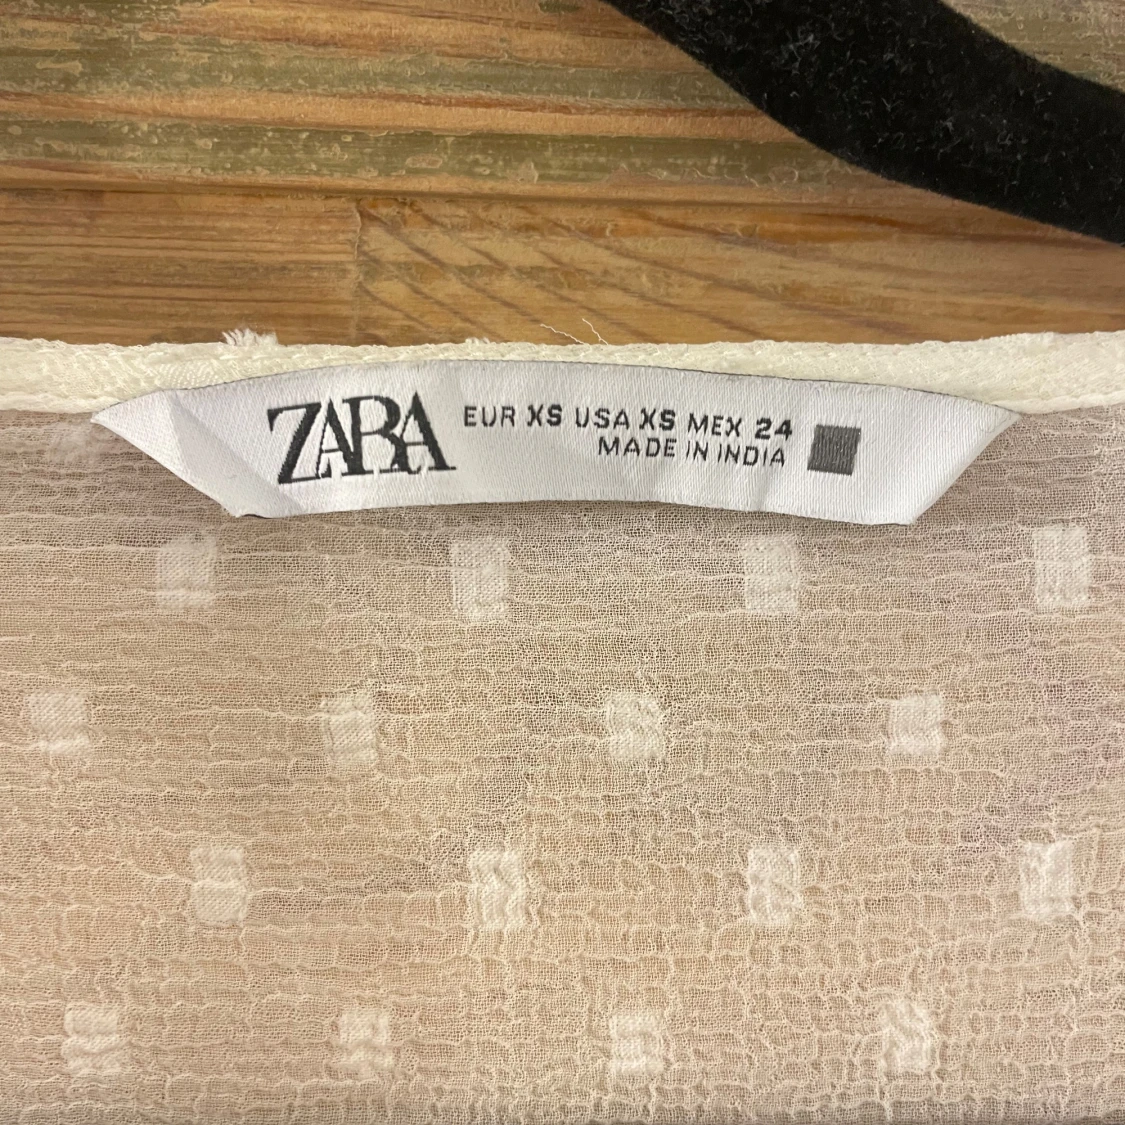 ZARA
EUR XS USA XS MEX 24
MADE IN INDIA